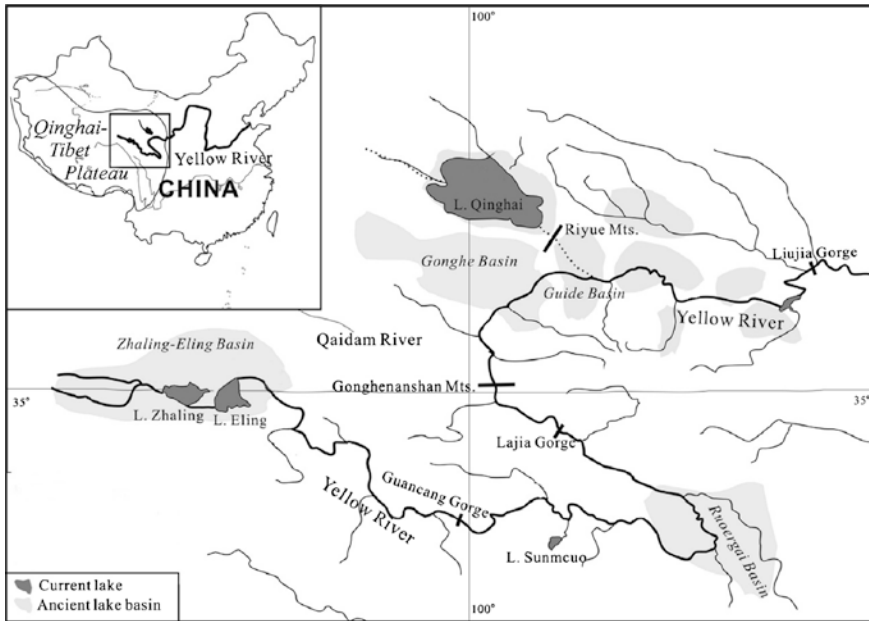 100°
Qinghai-
Tibet
Plateau
Yellow River
CHINA
L. Qinghai
Riyue Mts.
Gonghe Basin
Liujia Gorge
Guide Basin
Yellow River
Qaidam River
Zhaling-Eling Basin
Gonghenanshan Mts.
35°
35°
L. Zhaling
L. Eling
Lajia Gorge
Guancang Gorge
Yellow River
Ruoergai Basin
L. Sunmcuo
Current lake
Ancient lake basin
100°